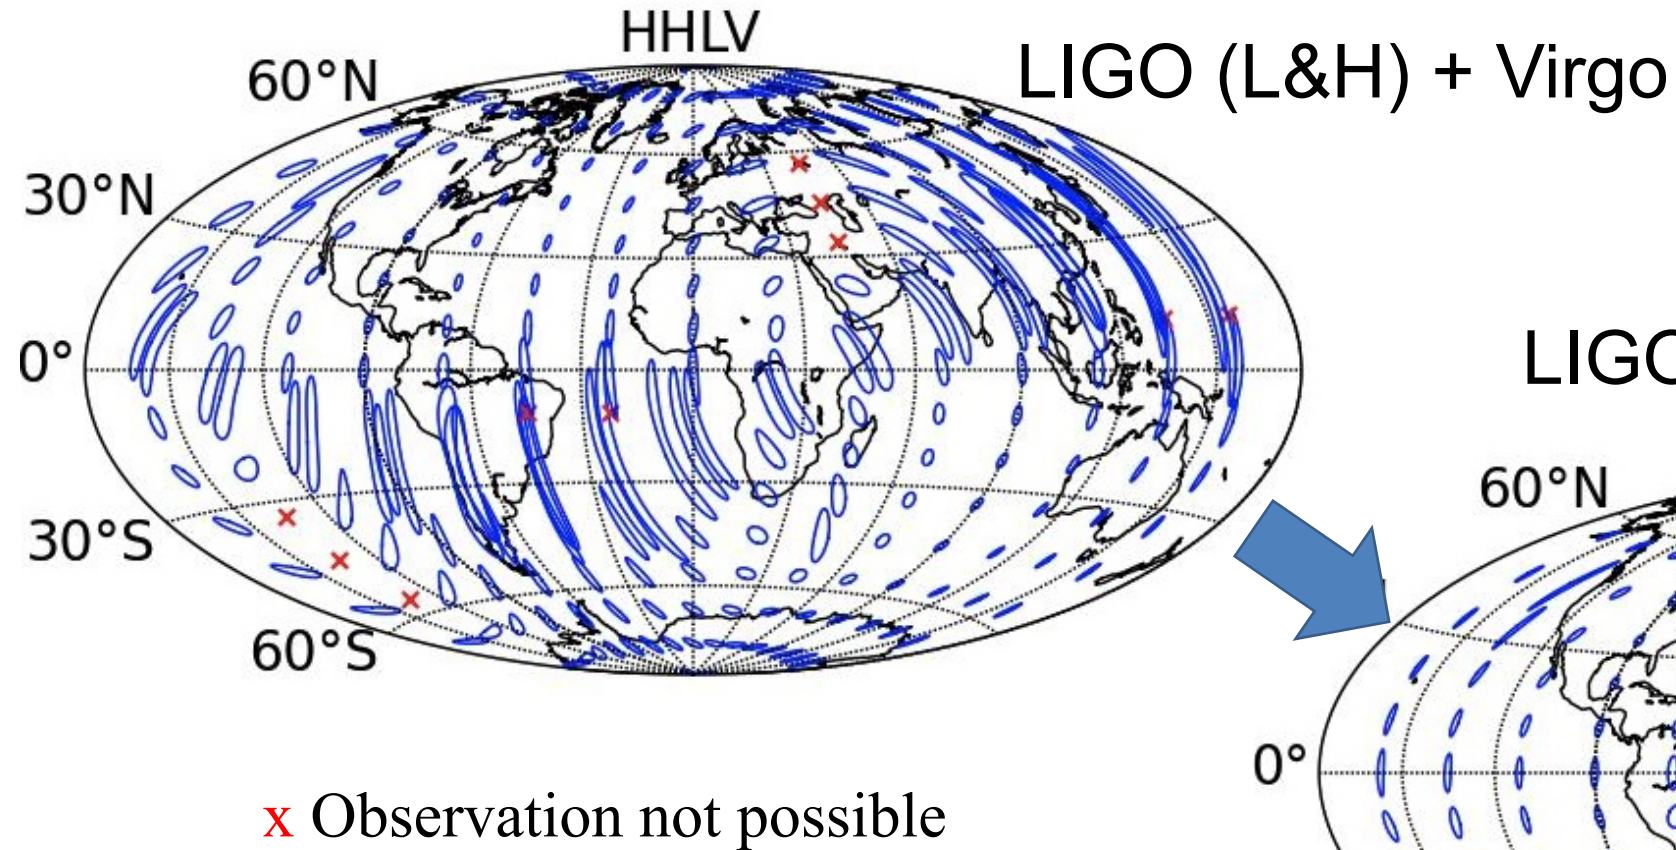 HHLV
LIGO (L&H) + Virgo
60°N
30°N
0°
30°S
60°S
LIGO
60°N
0°
x Observation not possible